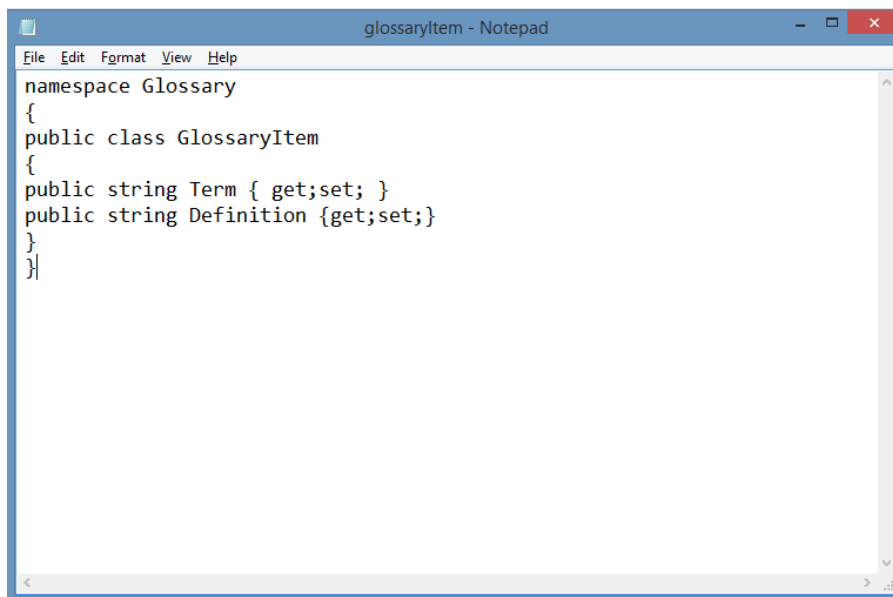 glossaryItem - Notepad
File Edit Format View Help
namespace Glossary
{
public class GlossaryItem
{
public string Term { get;set; }
public string Definition {get;set;}
}
}